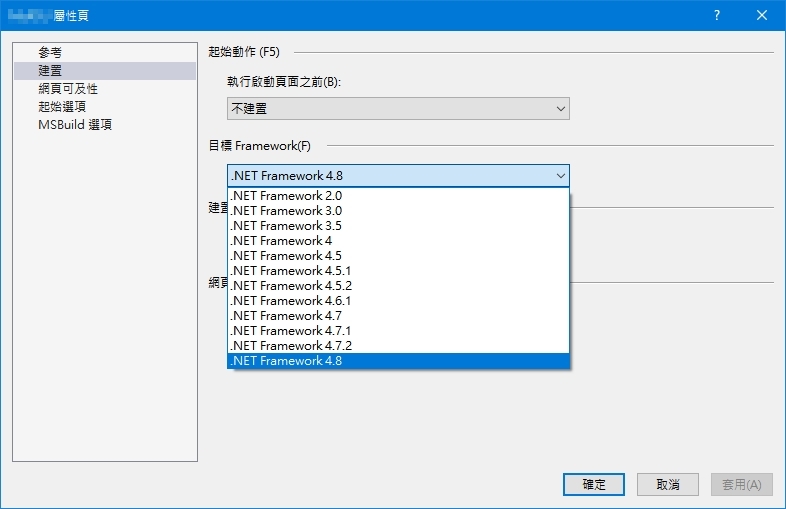 屬性頁
參考
建置
網頁可及性
起始選項
MSBuild 選項
起始動作 (F5)
執行啟動頁面之前(B):
不建置
目標 Framework(F)
.NET Framework 4.8
.NET Framework 2.0
.NET Framework 3.0
.NET Framework 3.5
.NET Framework 4
.NET Framework 4.5
.NET Framework 4.5.1
.NET Framework 4.5.2
.NET Framework 4.6.1
.NET Framework 4.7
.NET Framework 4.7.1
.NET Framework 4.7.2
.NET Framework 4.8
建置
網頁
確定
取消
套用(A)